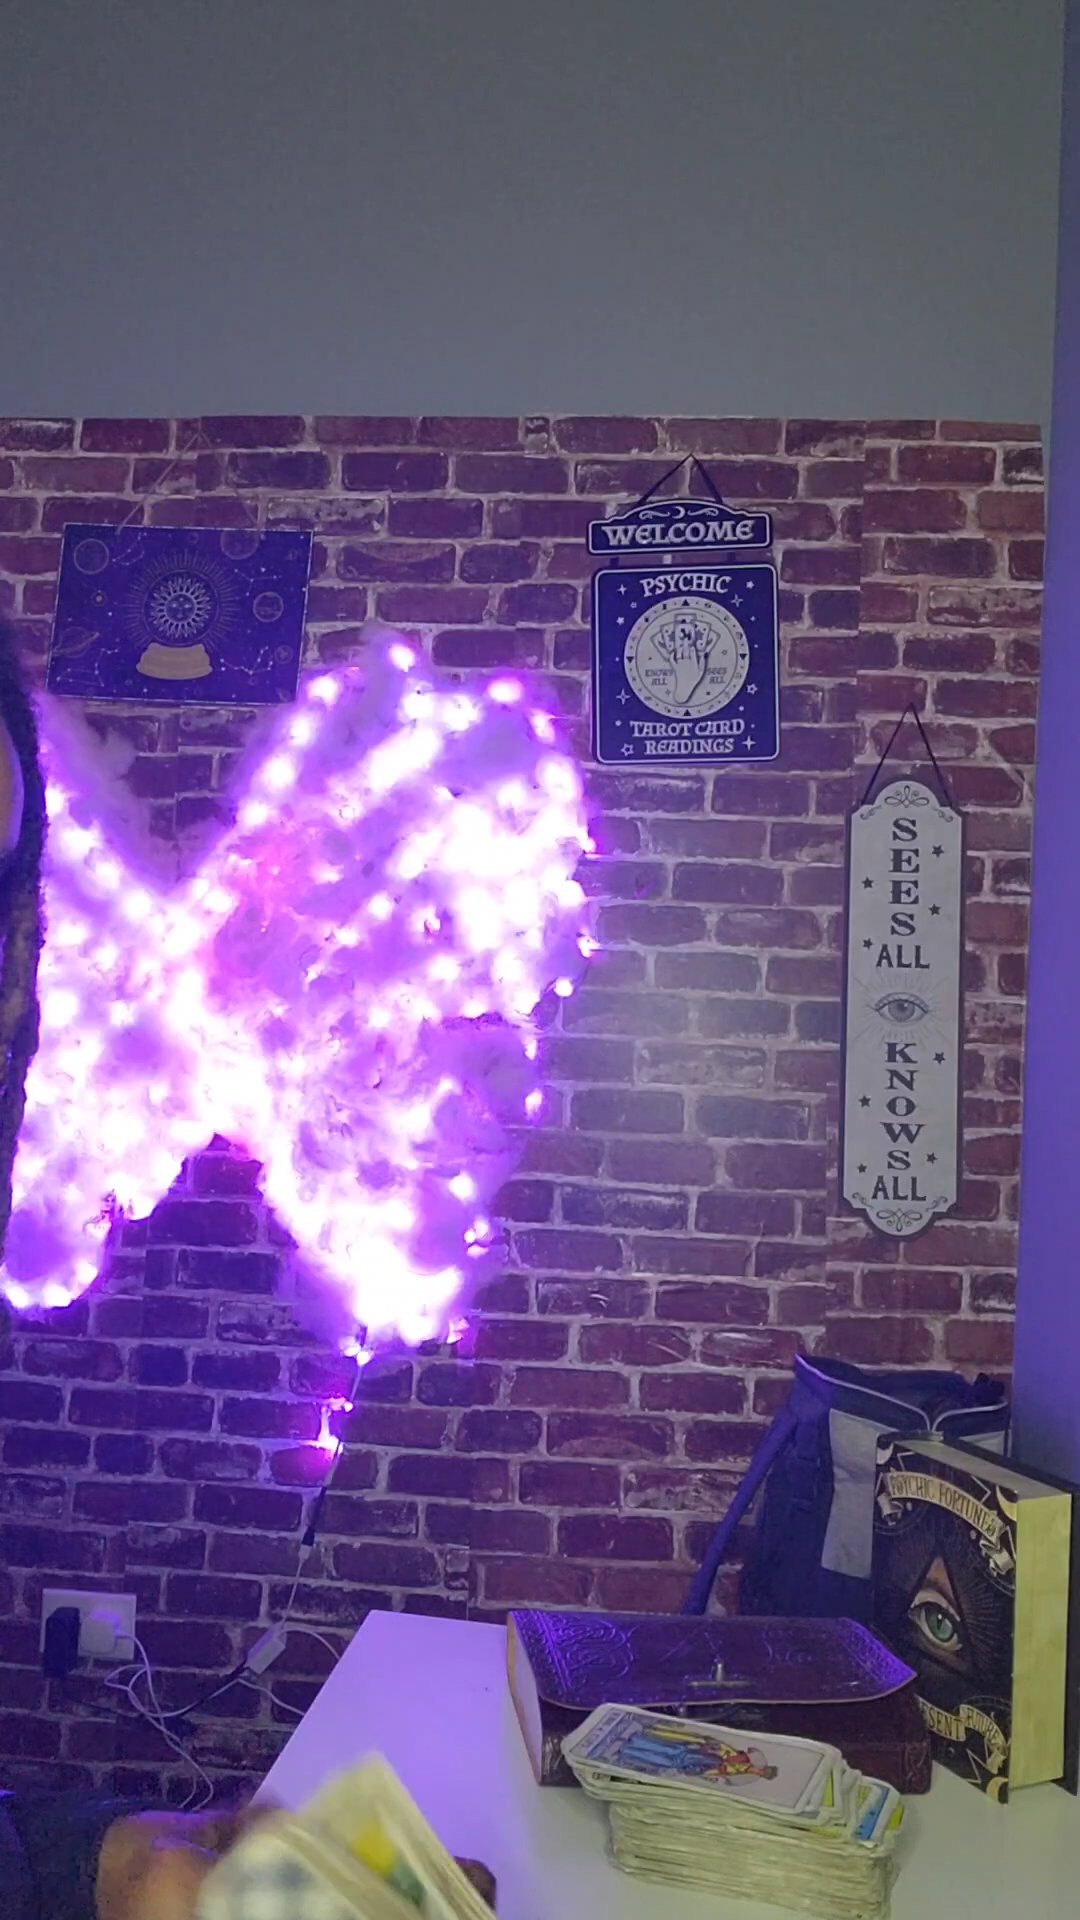 WELCOME
PSYCHIC
KNOWS
ALL
SEES
ALL
TAROT CARD
READINGS
SEES
ALL
KNOWS
ALL
PSYCHIC FORTUNES